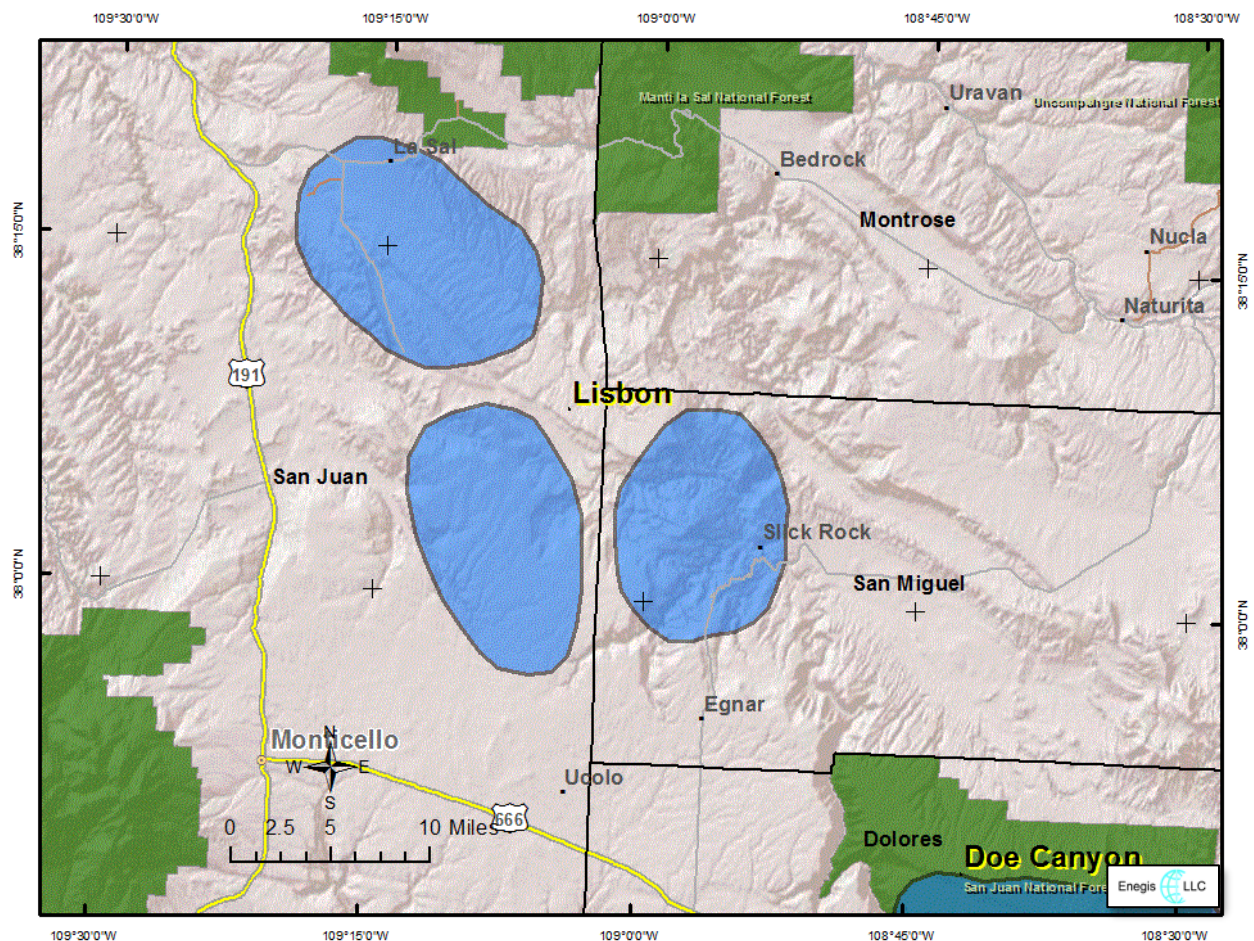 109°30'0"W
109°15'0"W
109°0'0"W
108°45'0"W
108°30'0"W
Manti la Sal National Forest
Uravan
Uncompahgre National Forest
La Sal
Bedrock
Montrose
38°15'0"N
Nucla
38°15'0"N
Naturita
191
Lisbon
San Juan
Slick Rock
38°0'0"N
San Miguel
38°0'0"N
Egnar
Monticello
N
W
E
S
Ucolo
0 2.5 5 10 Miles
666
Dolores
Doe Canyon
San Juan National Fore
Enegis LLC
109°30'0"W
109°15'0"W
109°0'0"W
108°45'0"W
108°30'0"W